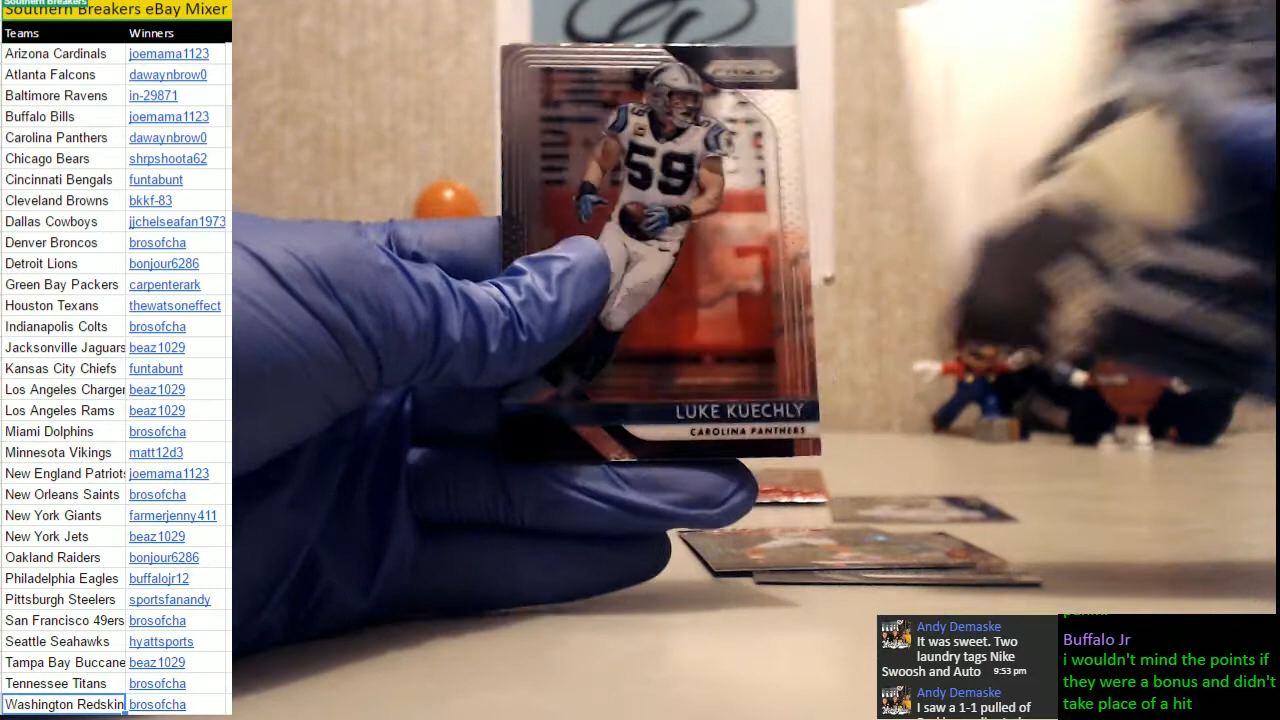 Southern Breakers
Southern Breakers eBay Mixer
Teams Winners
Arizona Cardinals joemama1123
Atlanta Falcons dawaynbrow0
Baltimore Ravens in-29871
Buffalo Bills joemama1123
Carolina Panthers dawaynbrow0
Chicago Bears shrpshoota62
Cincinnati Bengals funtabunt
Cleveland Browns bkkf-83
Dallas Cowboys jjchelseafan1973
Denver Broncos brosofcha
Detroit Lions bonjour6286
Green Bay Packers carpenterark
Houston Texans thewatsoneffect
Indianapolis Colts brosofcha
Jacksonville Jaguars beaz1029
Kansas City Chiefs funtabunt
Los Angeles Charger beaz1029
Los Angeles Rams beaz1029
Miami Dolphins brosofcha
Minnesota Vikings matt12d3
New England Patriots joemama1123
New Orleans Saints brosofcha
New York Giants farmerjenny411
New York Jets beaz1029
Oakland Raiders bonjour6286
Philadelphia Eagles buffalojr12
Pittsburgh Steelers sportsfanandy
San Francisco 49ers brosofcha
Seattle Seahawks hyattsports
Tampa Bay Buccane beaz1029
Tennessee Titans brosofcha
Washington Redskin brosofcha
PRIZM
59
LUKE KUECHLY
CAROLINA PANTHERS
Andy Demaske
It was sweet. Two
laundry tags Nike
Swoosh and Auto 9:53 pm
Andy Demaske
I saw a 1-1 pulled of
Buffalo Jr
i wouldn't mind the points if
they were a bonus and didn't
take place of a hit